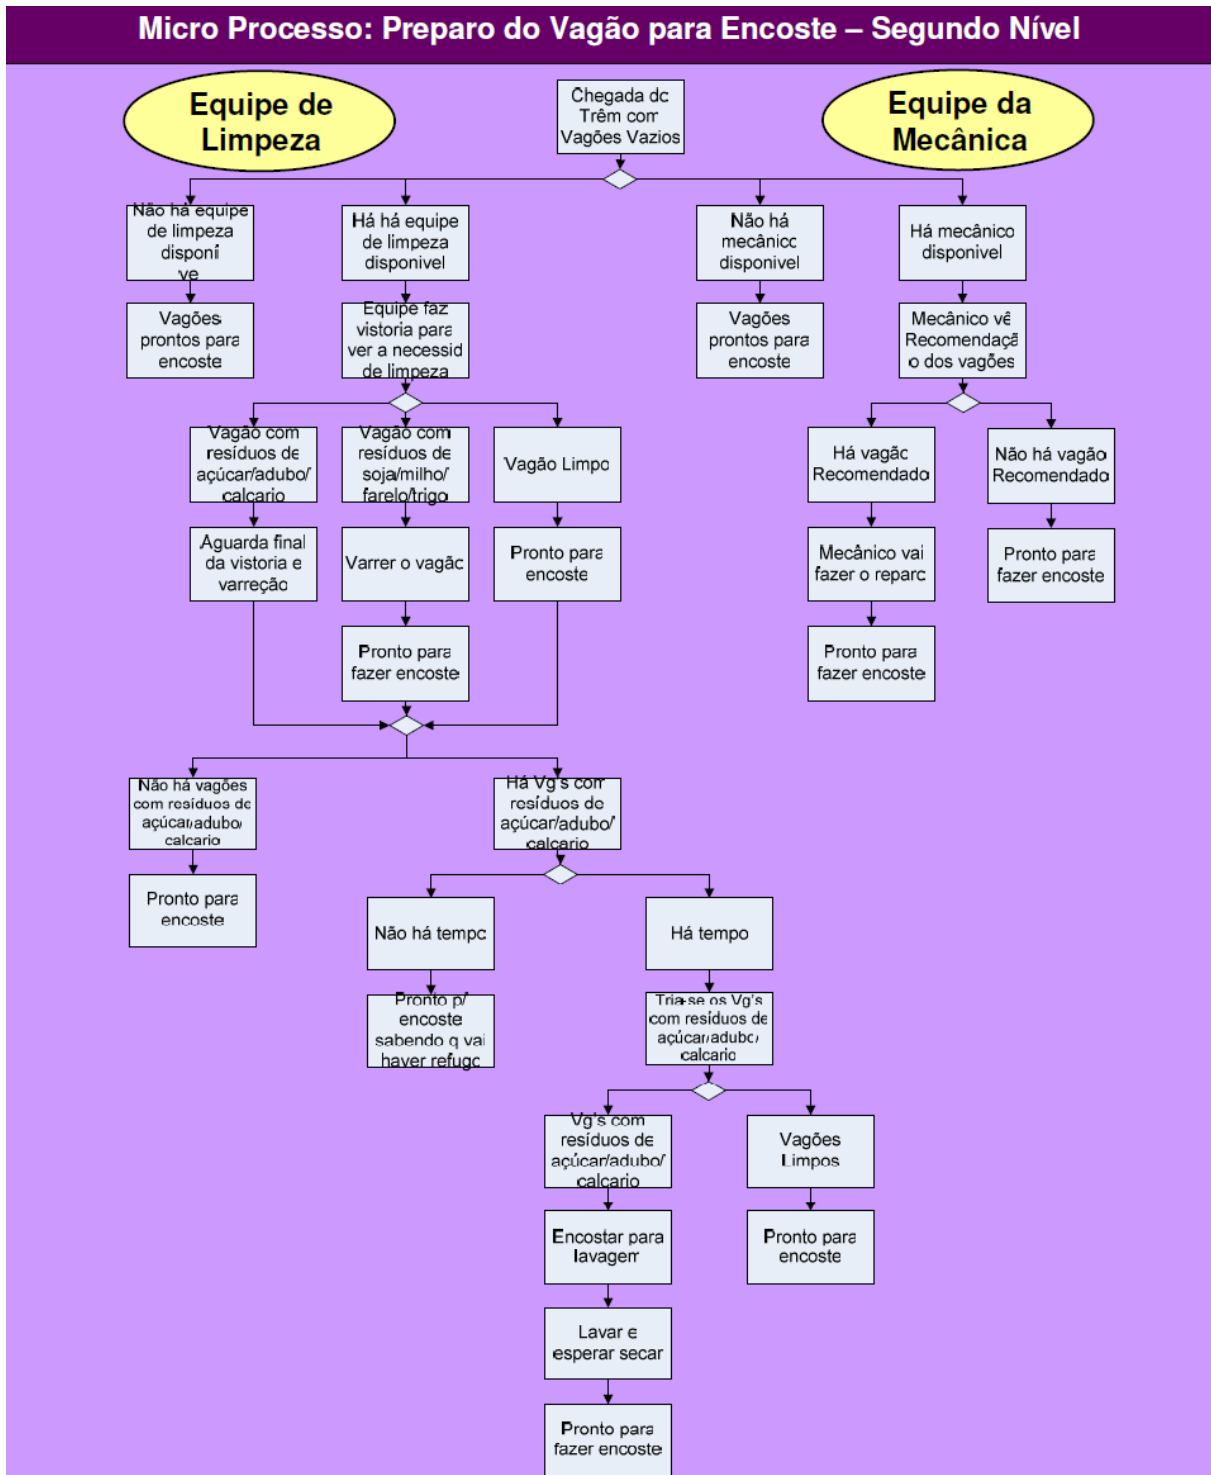 Micro Processo: Preparo do Vagão para Encoste – Segundo Nível
Equipe de
Limpeza
Chegada do
Trêm com
Vagões Vazios
Equipe da
Mecânica
Não há equipe
de limpeza
disponí
ve
Há há equipe
de limpeza
disponivel
Não há
mecânico
disponivel
Há mecânico
disponivel
Vagões
prontos para
encoste
Equipe faz
vistoria para
ver a necessid
de limpeza
Vagões
prontos para
encoste
Mecânico vê
Recomendaçã
o dos vagões
Vagão com
resíduos de
açúcar/adubo/
calcario
Vagão com
resíduos de
soja/milho/
farelo/trigo
Vagão Limpo
Há vagão
Recomendado
Não há vagão
Recomendado
Aguarda final
da vistoria e
varreção
Varrer o vagão
Pronto para
encoste
Mecânico vai
fazer o reparo
Pronto para
fazer encoste
Pronto para
fazer encoste
Pronto para
fazer encoste
Não há vagões
com resíduos de
açúcar/adubo/
calcario
Há Vg's com
resíduos de
açúcar/adubo/
calcario
Pronto para
encoste
Não há tempo
Há tempo
Pronto p/
encoste
sabendo q vai
haver refugo
Tria-se os Vg's
com resíduos de
açúcar/adubo/
calcario
Vg's com
resíduos de
açúcar/adubo/
calcario
Vagões
Limpos
Encostar para
lavagem
Pronto para
encoste
Lavar e
esperar secar
Pronto para
fazer encoste